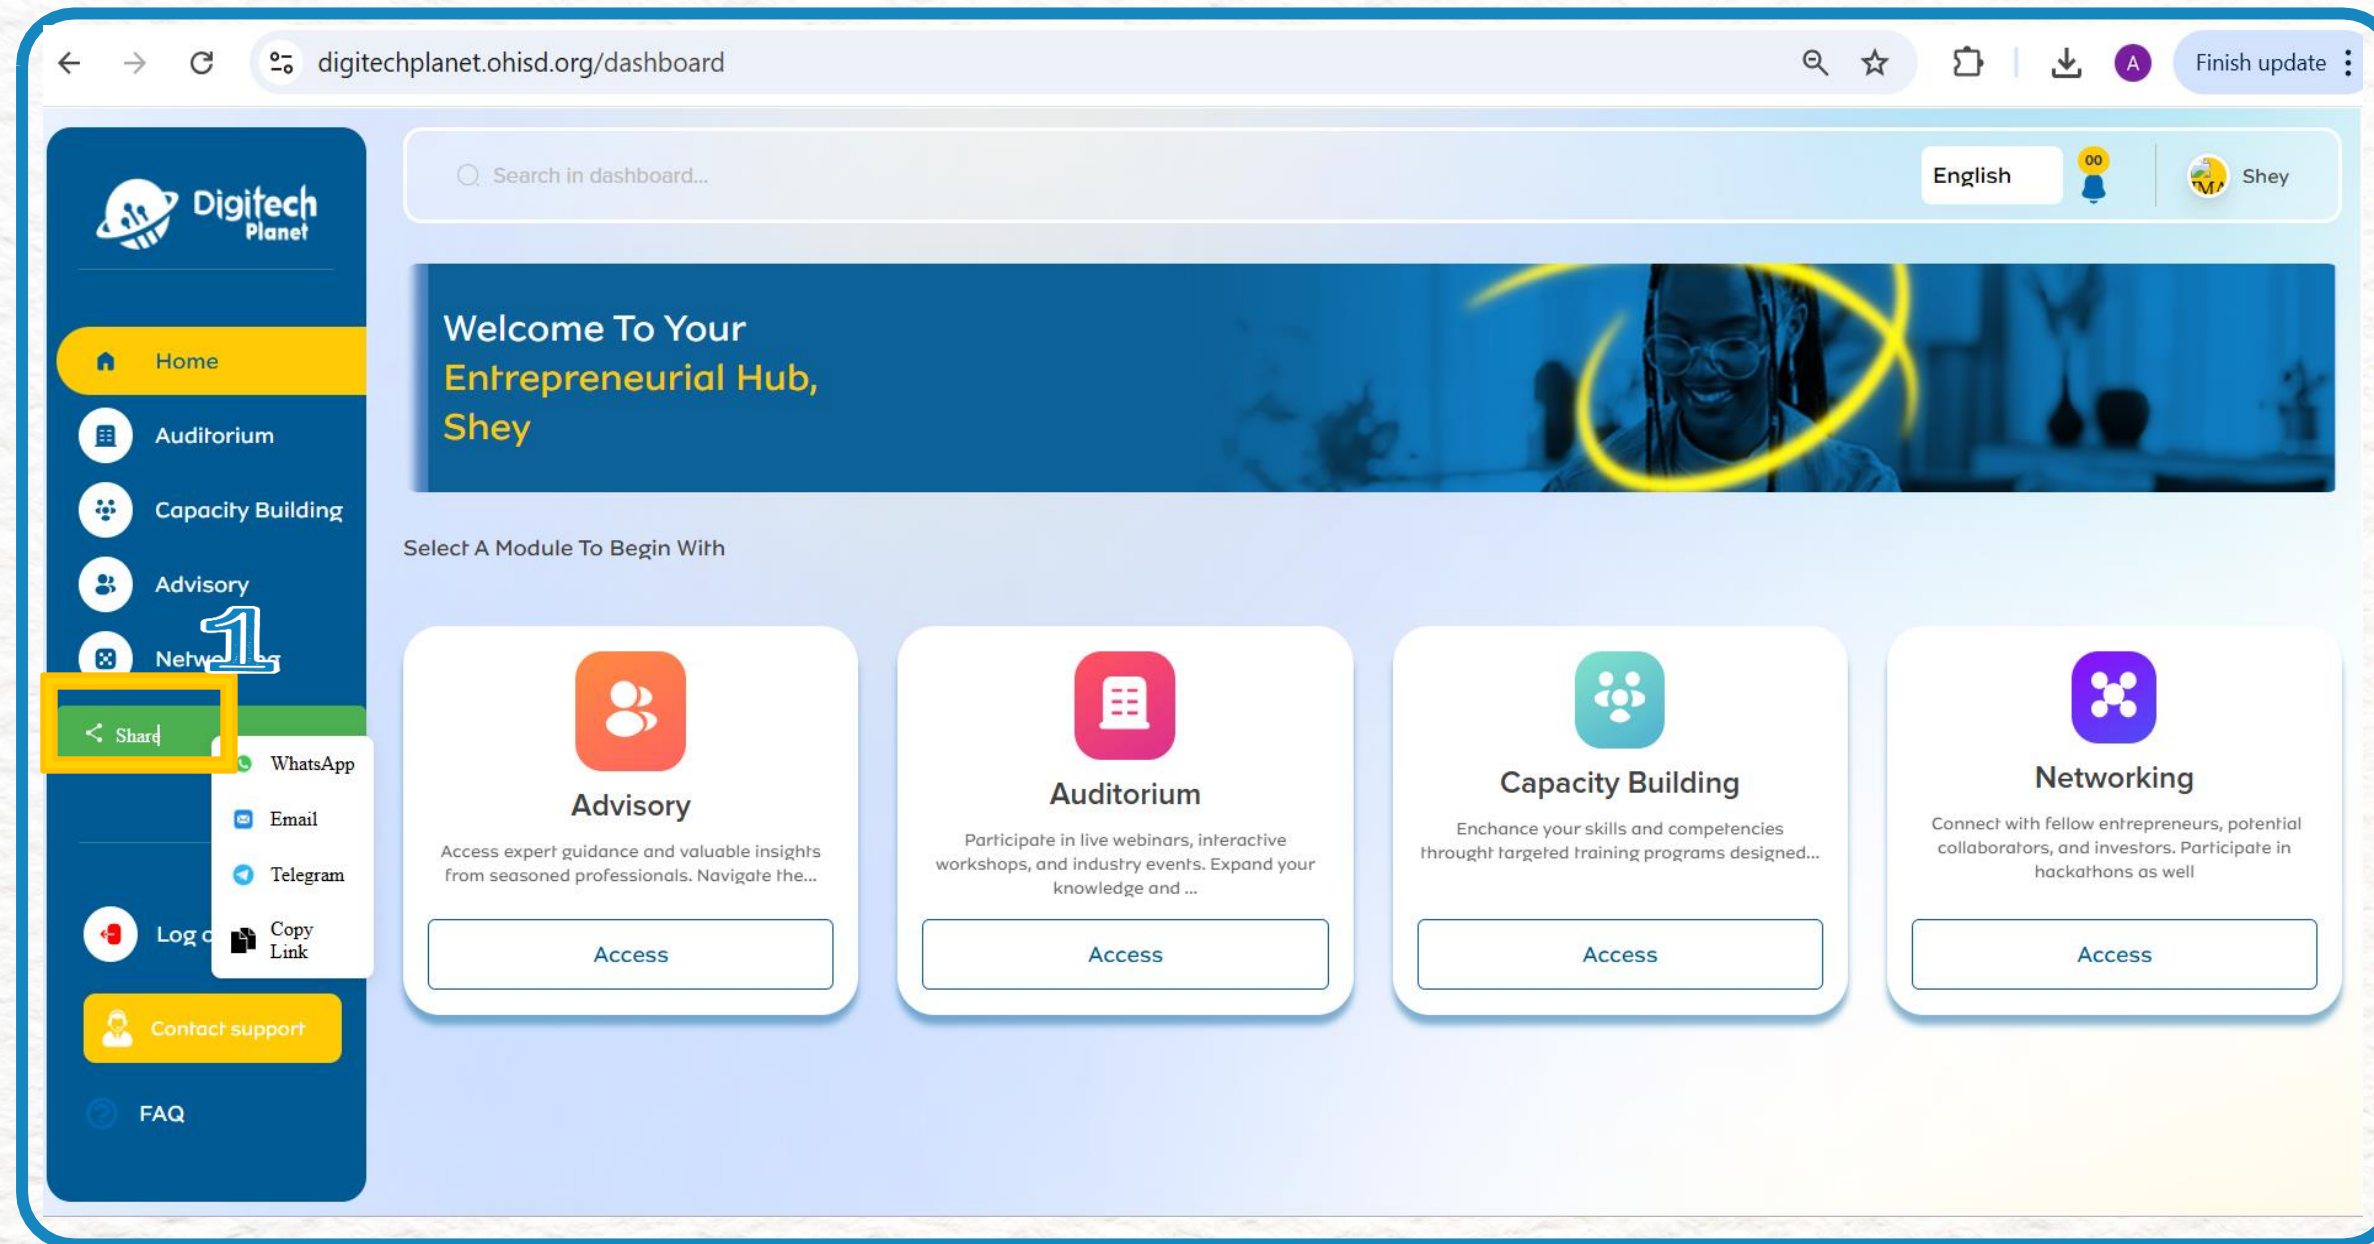 digitechplanet.ohisd.org/dashboard
A
Finish update
Digitech
Planet
Search in dashboard...
English
00
Shey
Home
Auditorium
Capacity Building
Advisory
1
Share
WhatsApp
Email
Telegram
Copy
Link
Contact support
FAQ
Welcome To Your
Entrepreneurial Hub,
Shey
Select A Module To Begin With
Advisory
Access expert guidance and valuable insights
from seasoned professionals. Navigate the...
Access
Auditorium
Participate in live webinars, interactive
workshops, and industry events. Expand your
knowledge and ...
Access
Capacity Building
Enchance your skills and competencies
throught targeted training programs designed...
Access
Networking
Connect with fellow entrepreneurs, potential
collaborators, and investors. Participate in
hackathons as well
Access